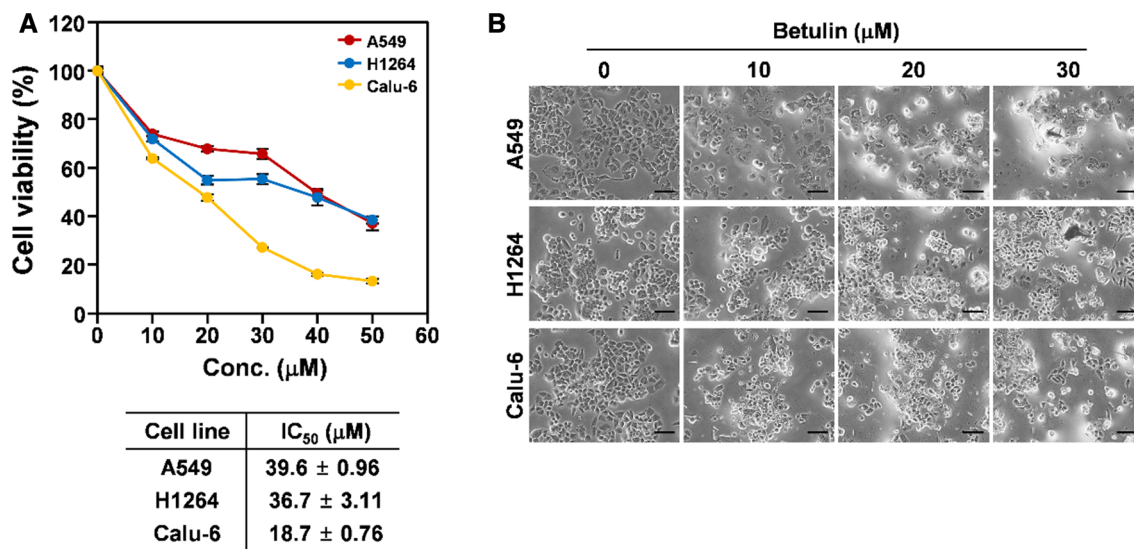 A
120
100
80
60
40
20
0
Cell viability (%)
A549
H1264
Calu-6
0 10 20 30 40 50 60
Conc. (μM)
Cell line IC50 (μM)
A549 39.6 ± 0.96
H1264 36.7 ± 3.11
Calu-6 18.7 ± 0.76
B
Betulin (μM)
0 10 20 30
A549
H1264
Calu-6